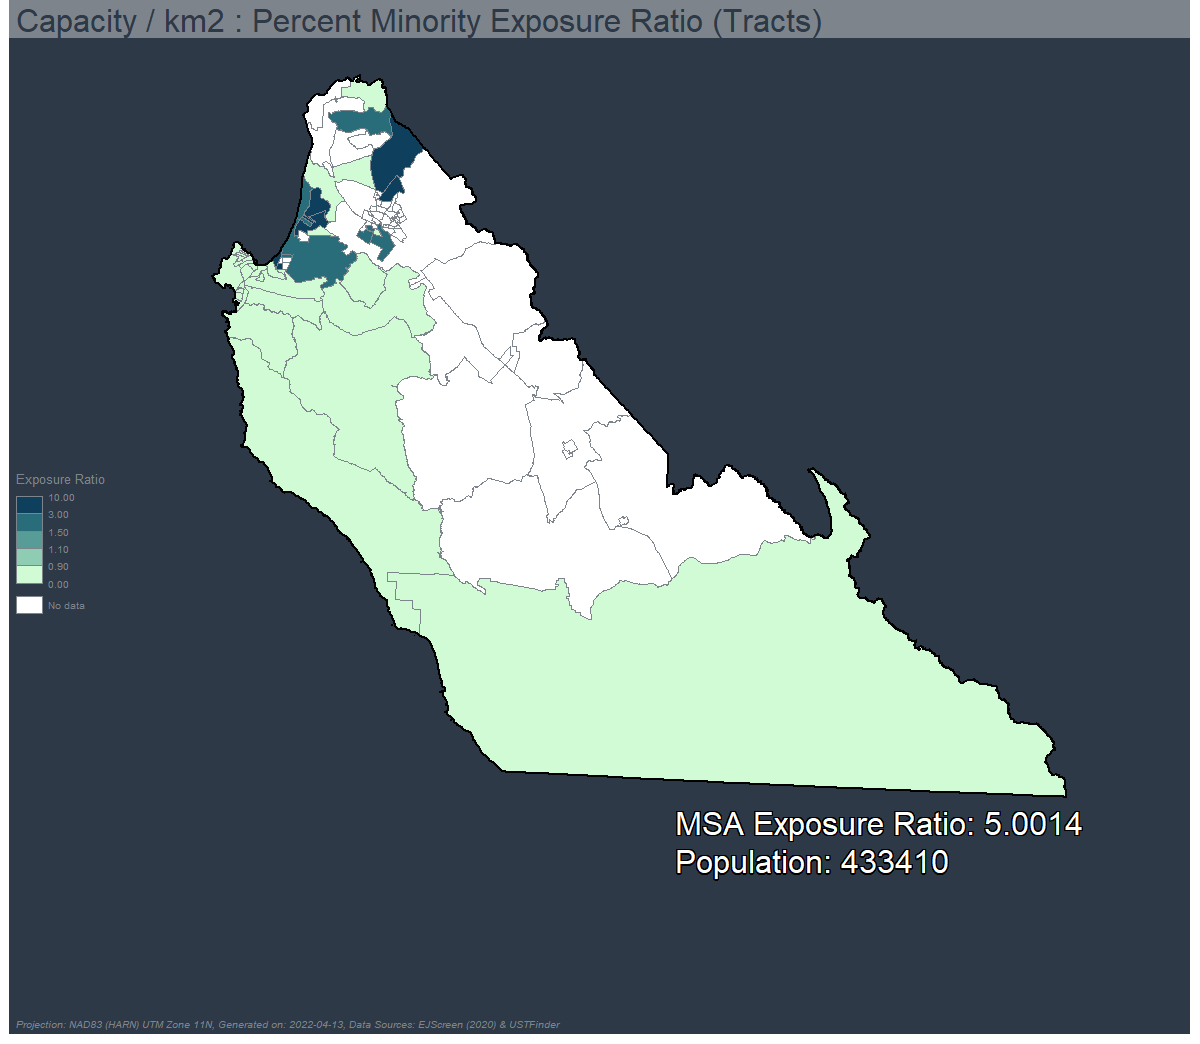 Capacity / km2 : Percent Minority Exposure Ratio (Tracts)
Exposure Ratio
10.00
3.00
1.50
1.10
0.90
0.00
No data
MSA Exposure Ratio: 5.0014
Population: 433410
Projection: NAD83 (HARN) UTM Zone 11N, Generated on: 2022-04-13, Data Sources: EJScreen (2020) & USTFinder